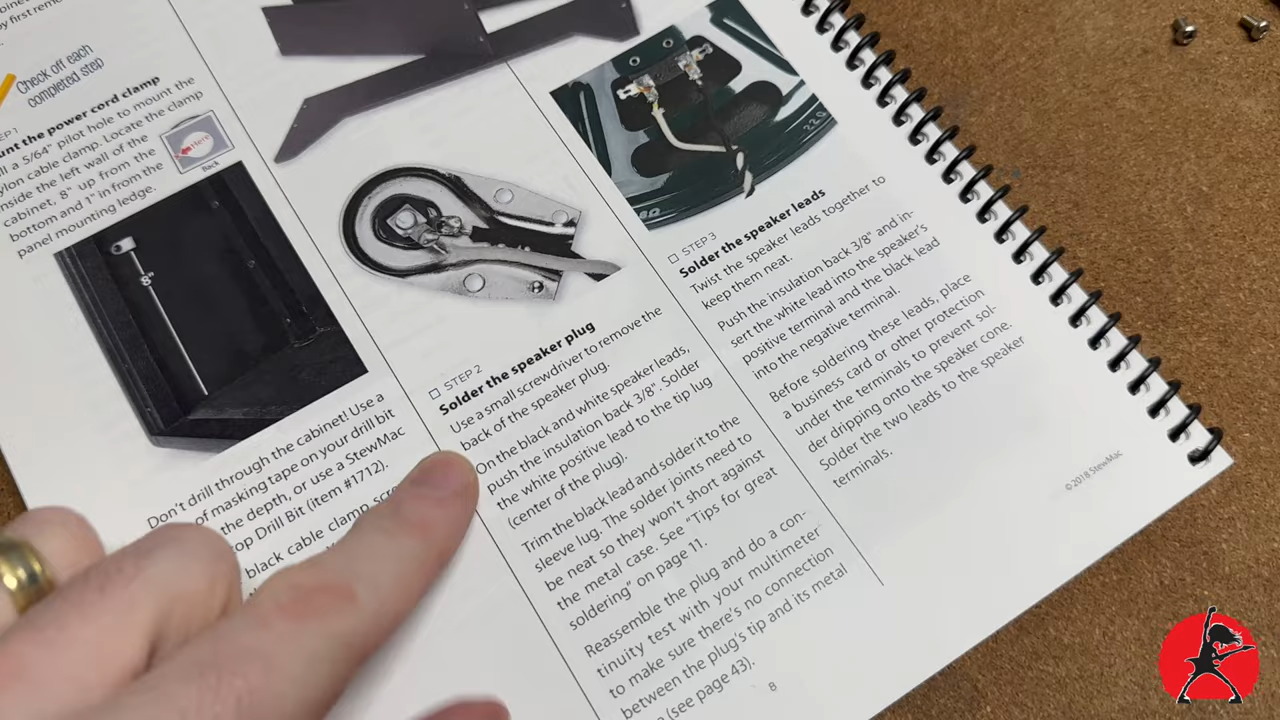 Check off each
completed step
unt the power cord clamp
a 5/64" pilot hole to mount the
cable clamp. Locate the clamp
inside the left wall of the
cabinet, 8" up from the
bottom and 1" in from the
panel mounting ledge.
Here
Back
8"
Don't drill through the cabinet! Use a
of masking tape on your drill bit
the depth, or use a StewMac
op Drill Bit (item #1712).
black cable clamp
STEP 2
Solder the speaker plug
Use a small screwdriver to remove the
back of the speaker plug.
On the black and white speaker leads,
push the insulation back 3/8". Solder
the white positive lead to the tip lug
(center of the plug).
Trim the black lead and solder it to the
sleeve lug. The solder joints need to
be neat so they won't short against
the metal case. See "Tips for great
soldering" on page 11.
Reassemble the plug and do a con-
tinuity test with your multimeter
to make sure there's no connection
between the plug's tip and its metal
(see page 43).
220
8Ω
STEP 3
Solder the speaker leads
Twist the speaker leads together to
keep them neat.
Push the insulation back 3/8" and in-
sert the white lead into the speaker's
positive terminal and the black lead
into the negative terminal.
Before soldering these leads, place
a business card or other protection
under the terminals to prevent sol-
der dripping onto the speaker cone.
Solder the two leads to the speaker
terminals.
©2018 StewMac
8